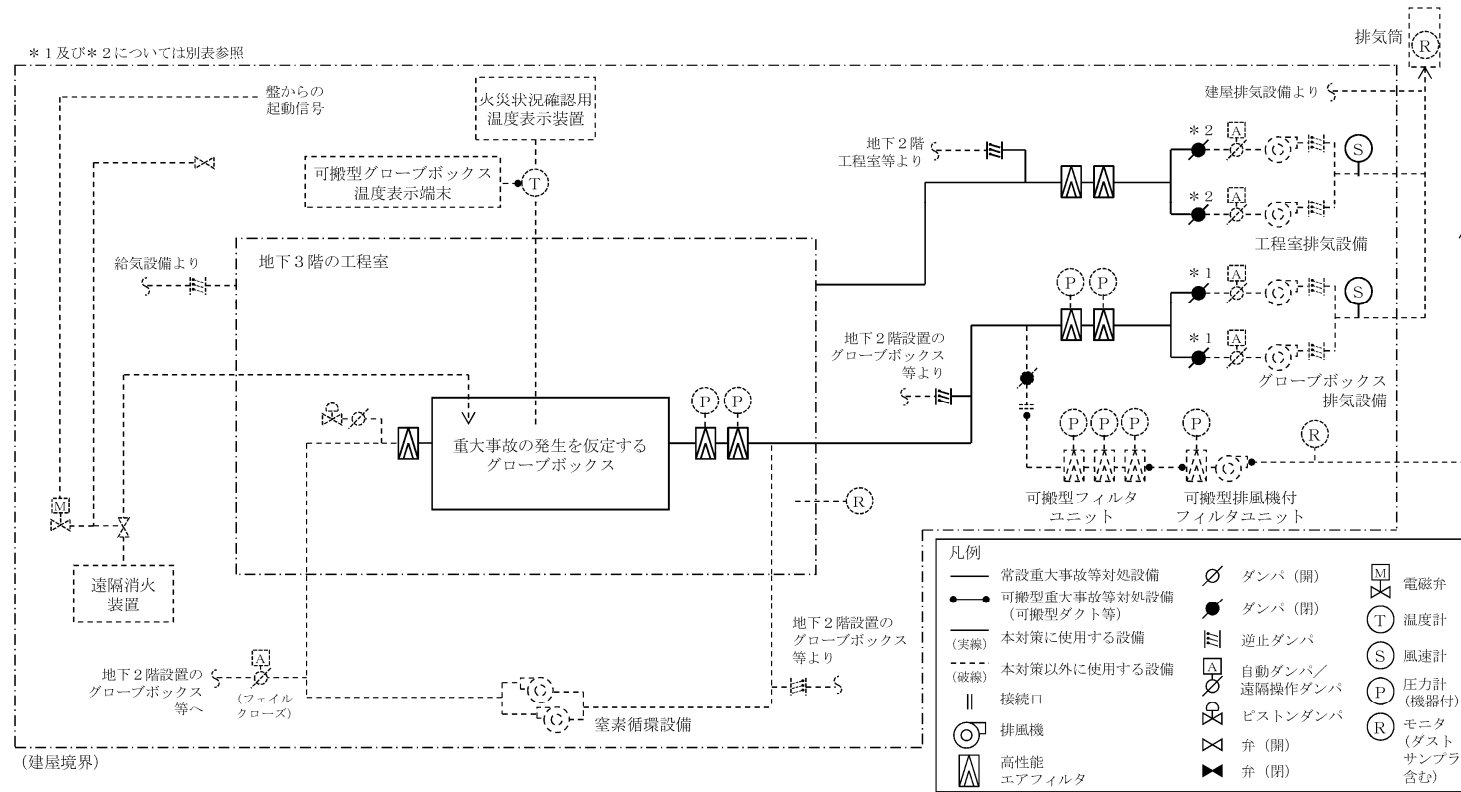 ＊１及び＊２については別表参照
盤からの
起動信号
火災状況確認用
温度表示装置
可搬型グローブボックス
温度表示端末
T
排気筒
R
建屋排気設備より
地下２階
工程室等より
＊２
A
S
＊２
A
工程室排気設備
給気設備より
地下３階の工程室
P
P
＊１
A
S
＊１
A
グローブボックス
排気設備
地下２階設置の
グローブボックス
等より
重大事故の発生を仮定する
グローブボックス
P
P
P
P
P
P
R
可搬型フィルタ
ユニット
可搬型排風機付
フィルタユニット
R
M
遠隔消火
装置
地下２階設置の
グローブボックス
等へ
A
(フェイル
クローズ)
窒素循環設備
地下２階設置の
グローブボックス
等より
(建屋境界)
凡例
常設重大事故等対処設備
可搬型重大事故等対処設備
(可搬型ダクト等)
(実線)
本対策に使用する設備
(破線)
本対策以外に使用する設備
接続口
排風機
高性能
エアフィルタ
ダンパ（開）
ダンパ（閉）
逆止ダンパ
A
自動ダンパ／
遠隔操作ダンパ
ピストンダンパ
弁（開）
弁（閉）
M
電磁弁
T
温度計
S
風速計
P
圧力計
(機器付)
R
モニタ
(ダスト
サンプラ
含む)